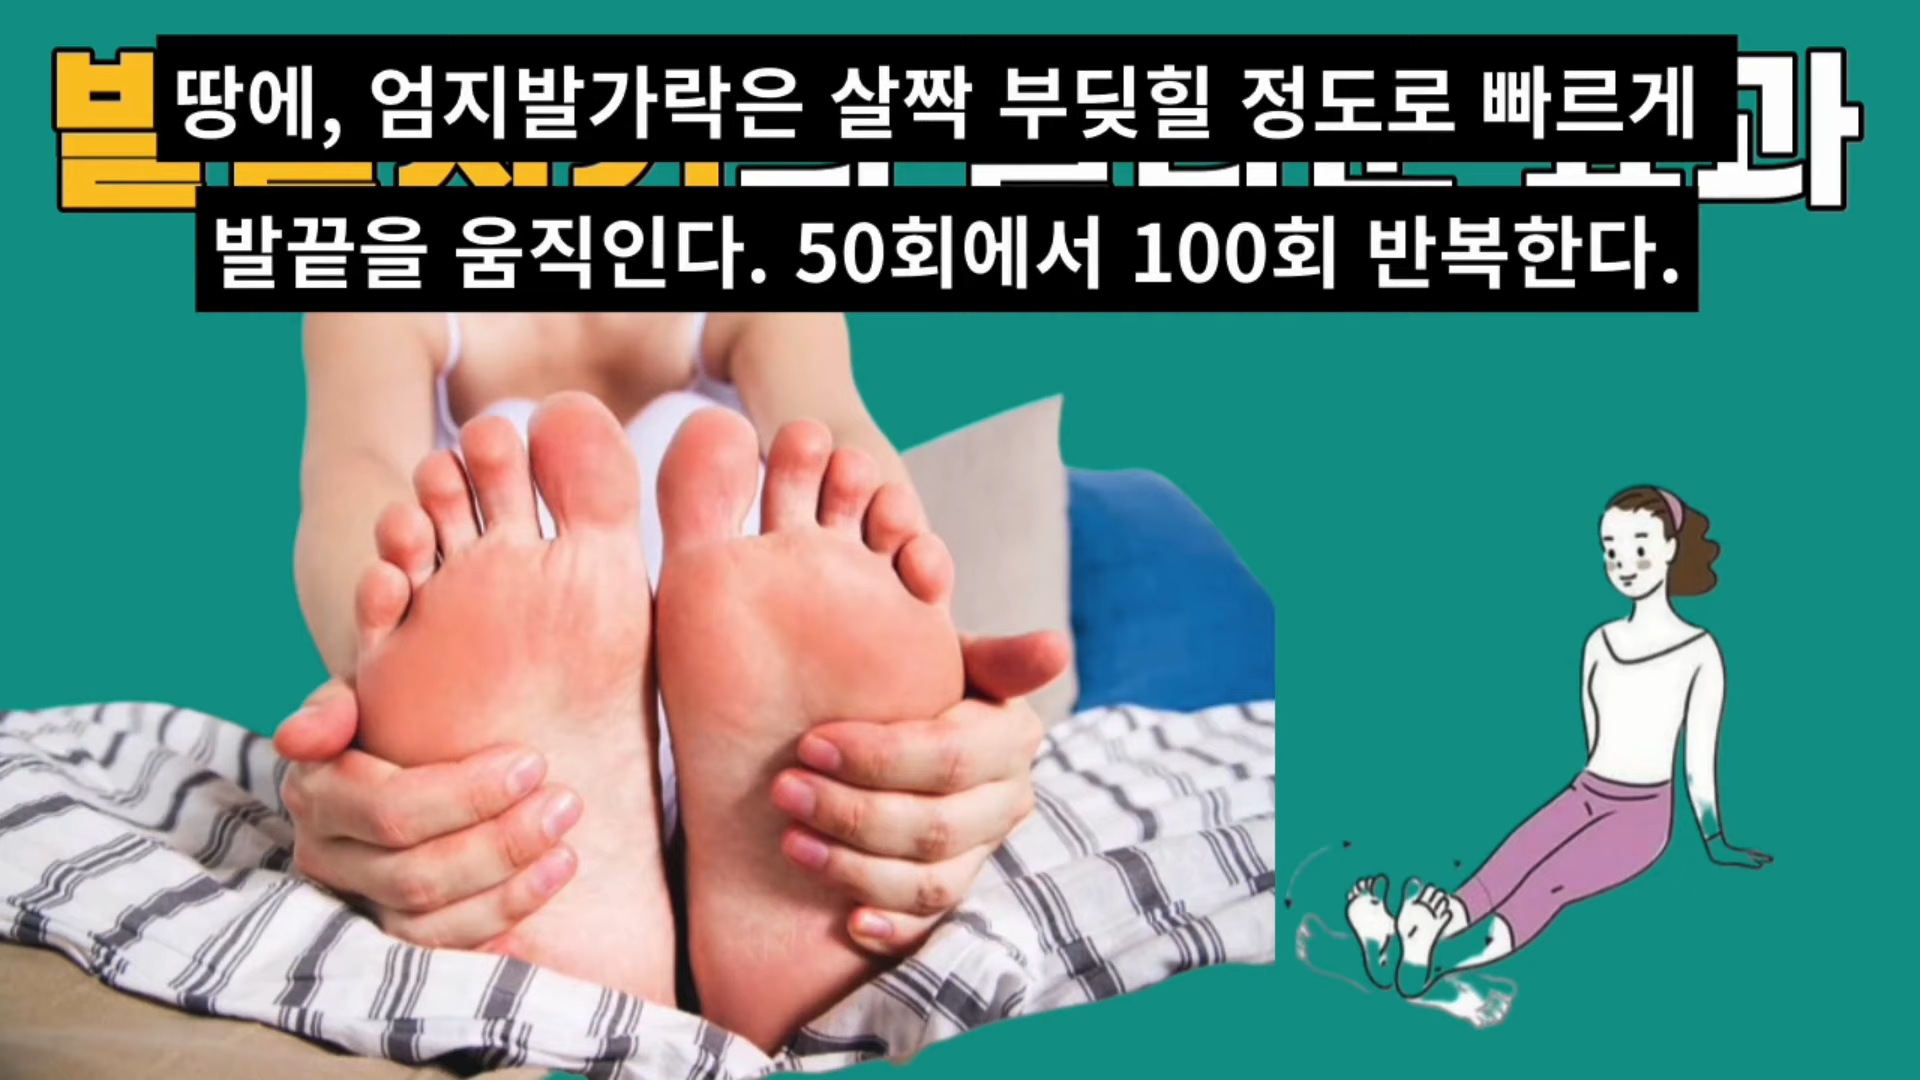 땅에, 엄지발가락은 살짝 부딪힐 정도로 빠르게
발끝을 움직인다. 50회에서 100회 반복한다.